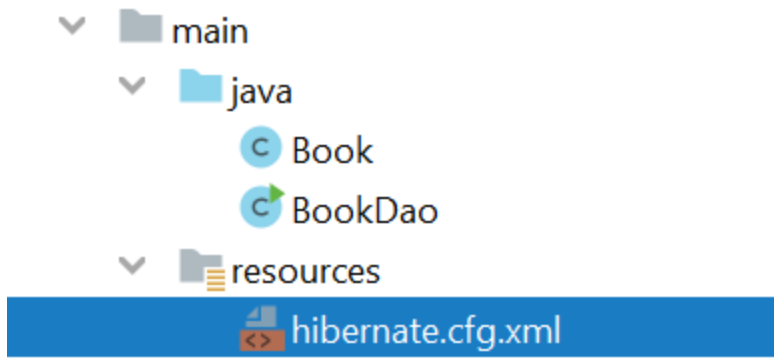 main
java
C Book
C BookDao
resources
<> hibernate.cfg.xml